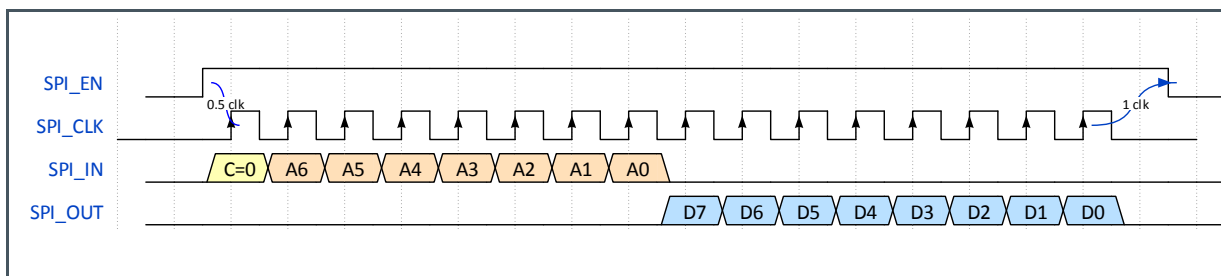 SPI_EN
0.5 clk
1 clk
SPI_CLK
SPI_IN C=0 A6 A5 A4 A3 A2 A1 A0
SPI_OUT D7 D6 D5 D4 D3 D2 D1 D0